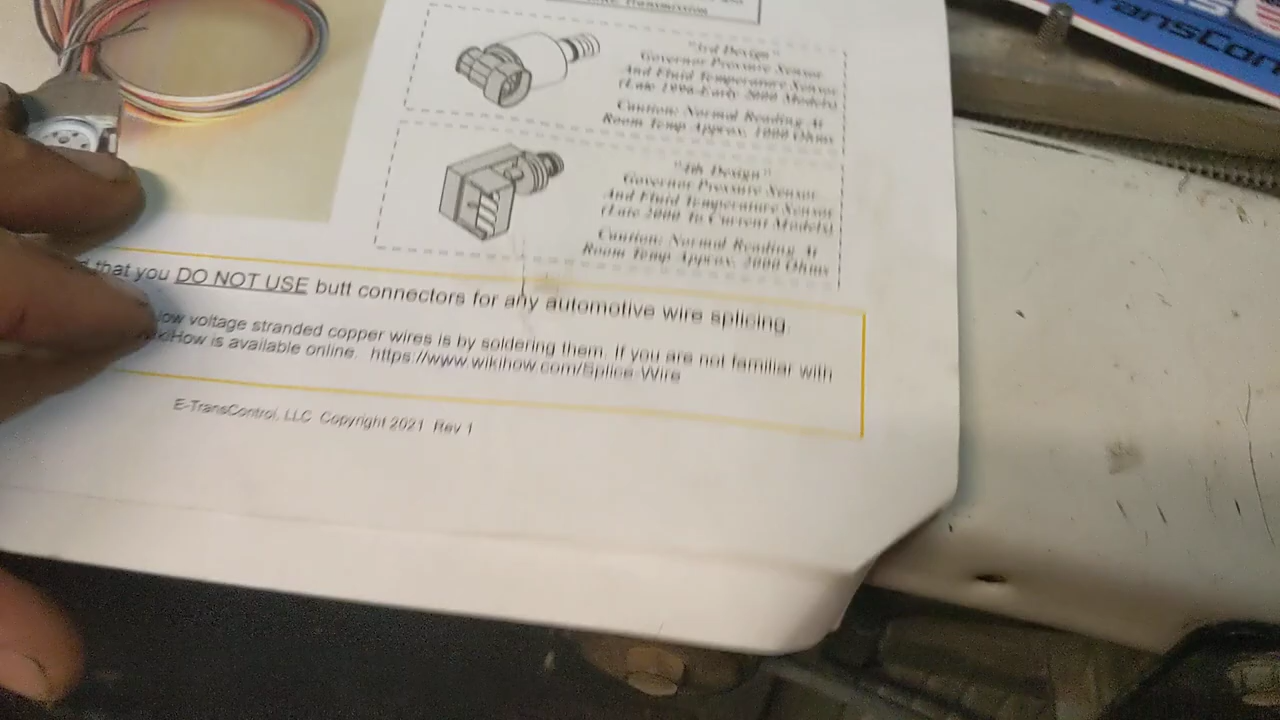 Transmission
"3rd Design"
Governor Pressure Sensor
And Fluid Temperature Sensor
(Late 1996-Early 2000 Models)
Caution: Normal Reading At
Room Temp Approx. 1000 Ohms
"4th Design"
Governor Pressure Sensor
And Fluid Temperature Sensor
(Late 2000 To Current Models)
Caution: Normal Reading At
Room Temp Approx. 2000 Ohms
that you DO NOT USE butt connectors for any automotive wire splicing.
low voltage stranded copper wires is by soldering them. If you are not familiar with
kiHow is available online. https://www.wikihow.com/Splice-Wire
E-TransControl, LLC Copyright 2021 Rev 1
TransCon